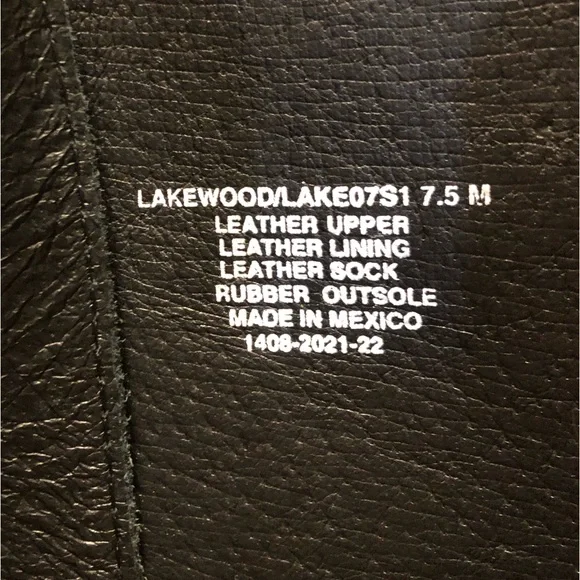 LAKEWOOD/LAKE07S1 7.5 M
LEATHER UPPER
LEATHER LINING
LEATHER SOCK
RUBBER OUTSOLE
MADE IN MEXICO
1408-2021-22